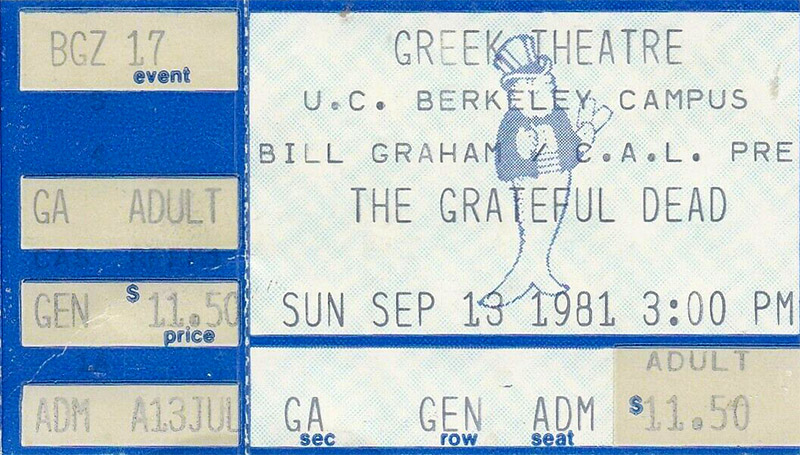 BGZ 17
event
GA ADULT
GEN $ 11.50
price
ADM A13JUL
GREEK THEATRE
U.C. BERKELEY CAMPUS
BILL GRAHAM / C.A.L. PRE
THE GRATEFUL DEAD
SUN SEP 13 1981 3:00 PM
GA GEN ADM
sec row seat
ADULT
$11.50